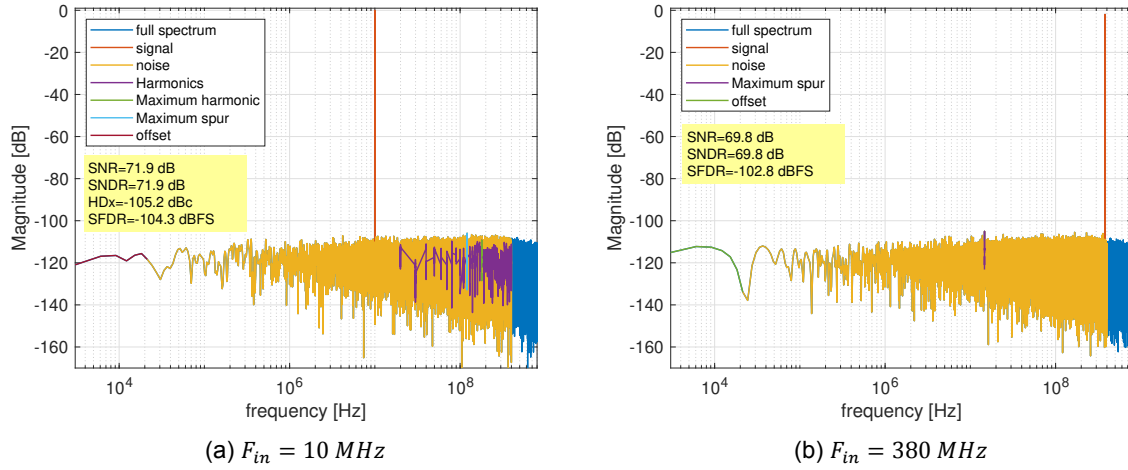 0
-20
-40
-60
-80
-100
-120
-140
-160
Magnitude [dB]
full spectrum
signal
noise
Harmonics
Maximum harmonic
Maximum spur
offset
SNR=71.9 dB
SNDR=71.9 dB
HDx=-105.2 dBc
SFDR=-104.3 dBFS
10^4
10^6
10^8
frequency [Hz]
(a) F_in = 10 MHz
0
-20
-40
-60
-80
-100
-120
-140
-160
Magnitude [dB]
full spectrum
signal
noise
Maximum spur
offset
SNR=69.8 dB
SNDR=69.8 dB
SFDR=-102.8 dBFS
10^4
10^6
10^8
frequency [Hz]
(b) F_in = 380 MHz